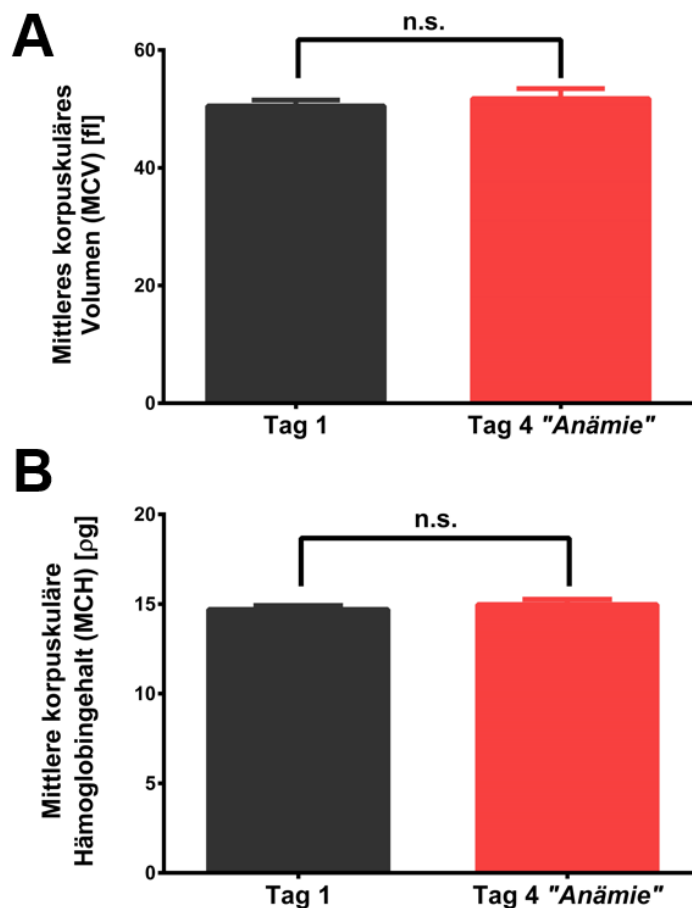 A
n.s.
Mittleres korpuskuläres
Volumen (MCV) [fl]
60
40
20
0
Tag 1
Tag 4 "Anämie"
B
n.s.
Mittlere korpuskuläre
Hämoglobingehalt (MCH) [ρg]
20
15
10
5
0
Tag 1
Tag 4 "Anämie"